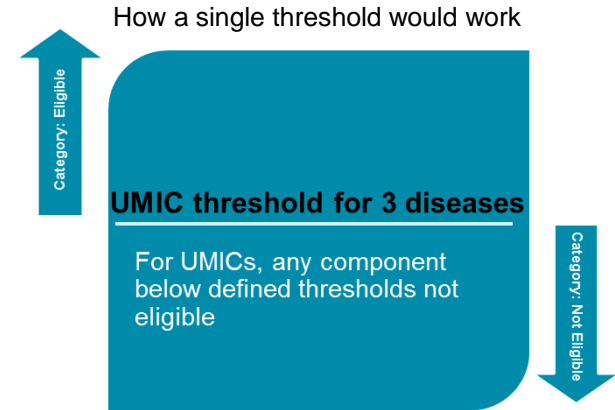 How a single threshold would work
Category: Eligible
UMIC threshold for 3 diseases
For UMICs, any component
below defined thresholds not
eligible
Category: Not Eligible